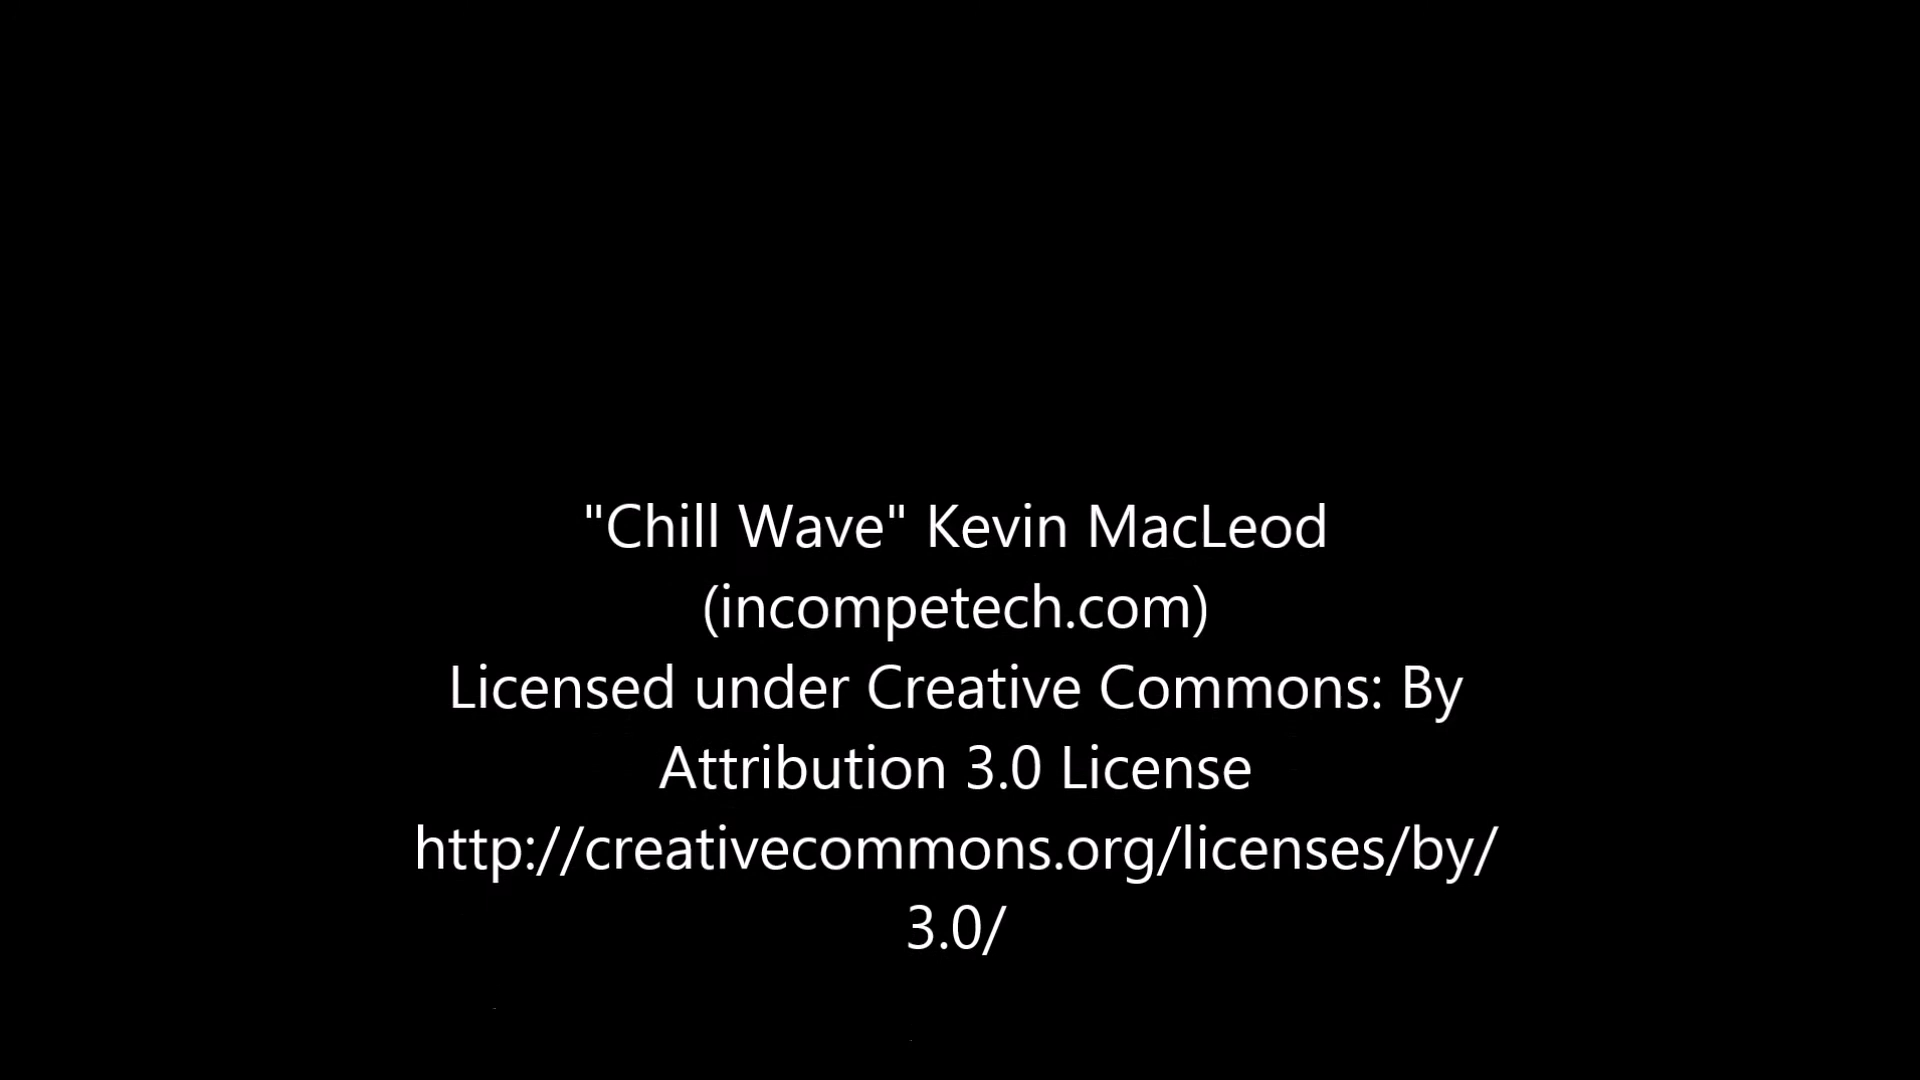 "Chill Wave" Kevin MacLeod
(incompetech.com)
Licensed under Creative Commons: By
Attribution 3.0 License
http://creativecommons.org/licenses/by/
3.0/